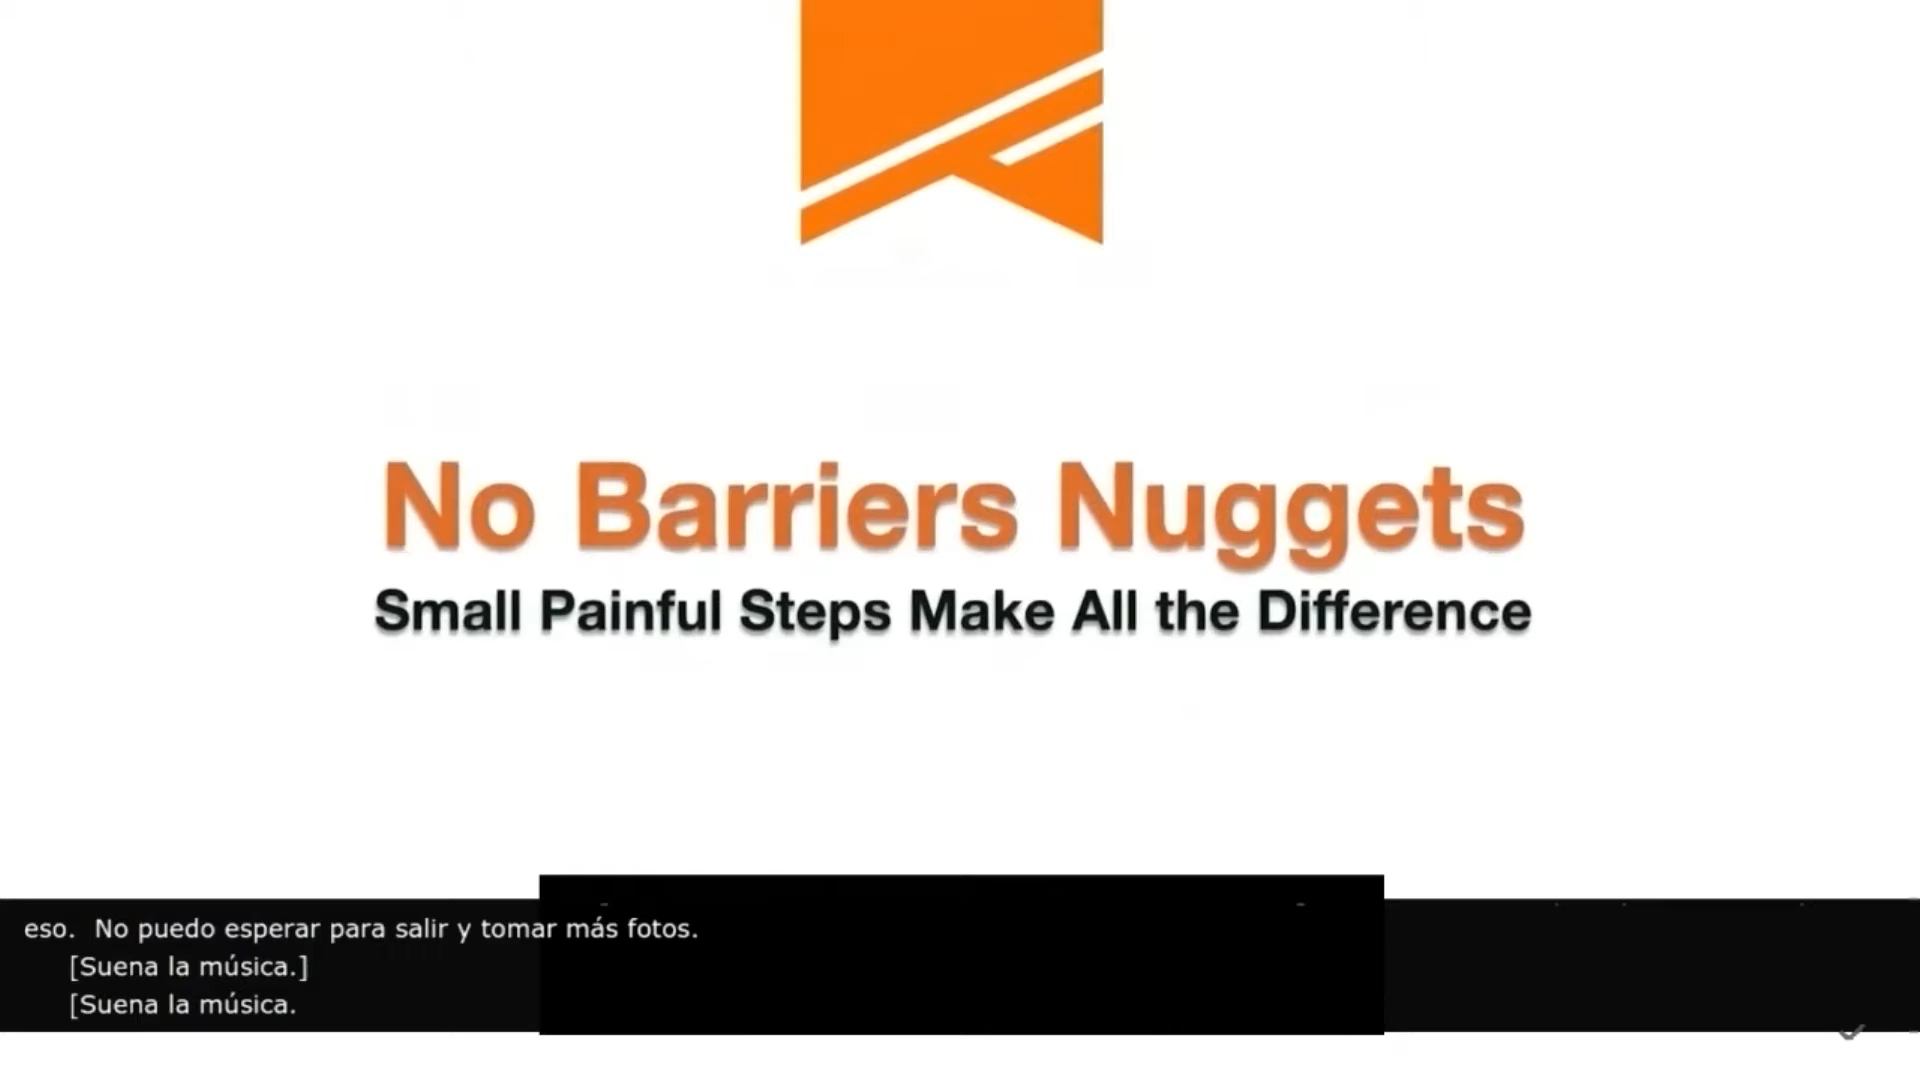 No Barriers Nuggets
Small Painful Steps Make All the Difference
eso.  No puedo esperar para salir y tomar más fotos.
[Suena la música.]
[Suena la música.